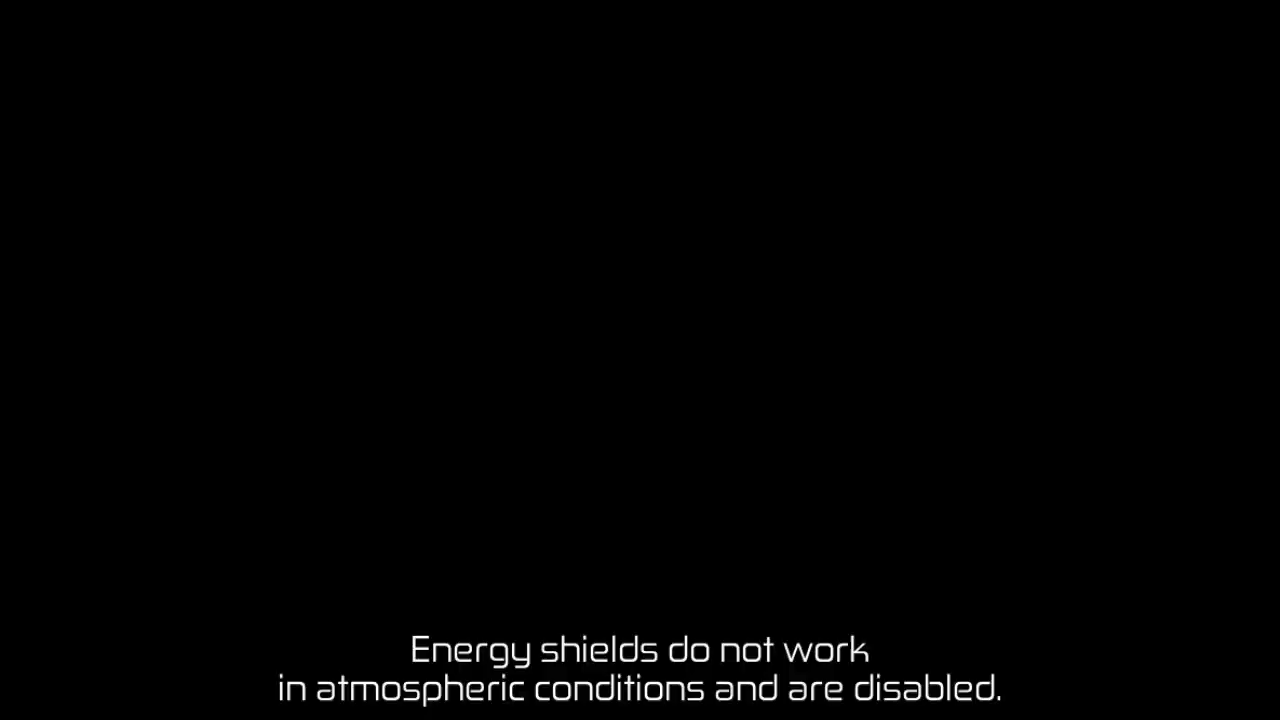 Energy shields do not work
in atmospheric conditions and are disabled.